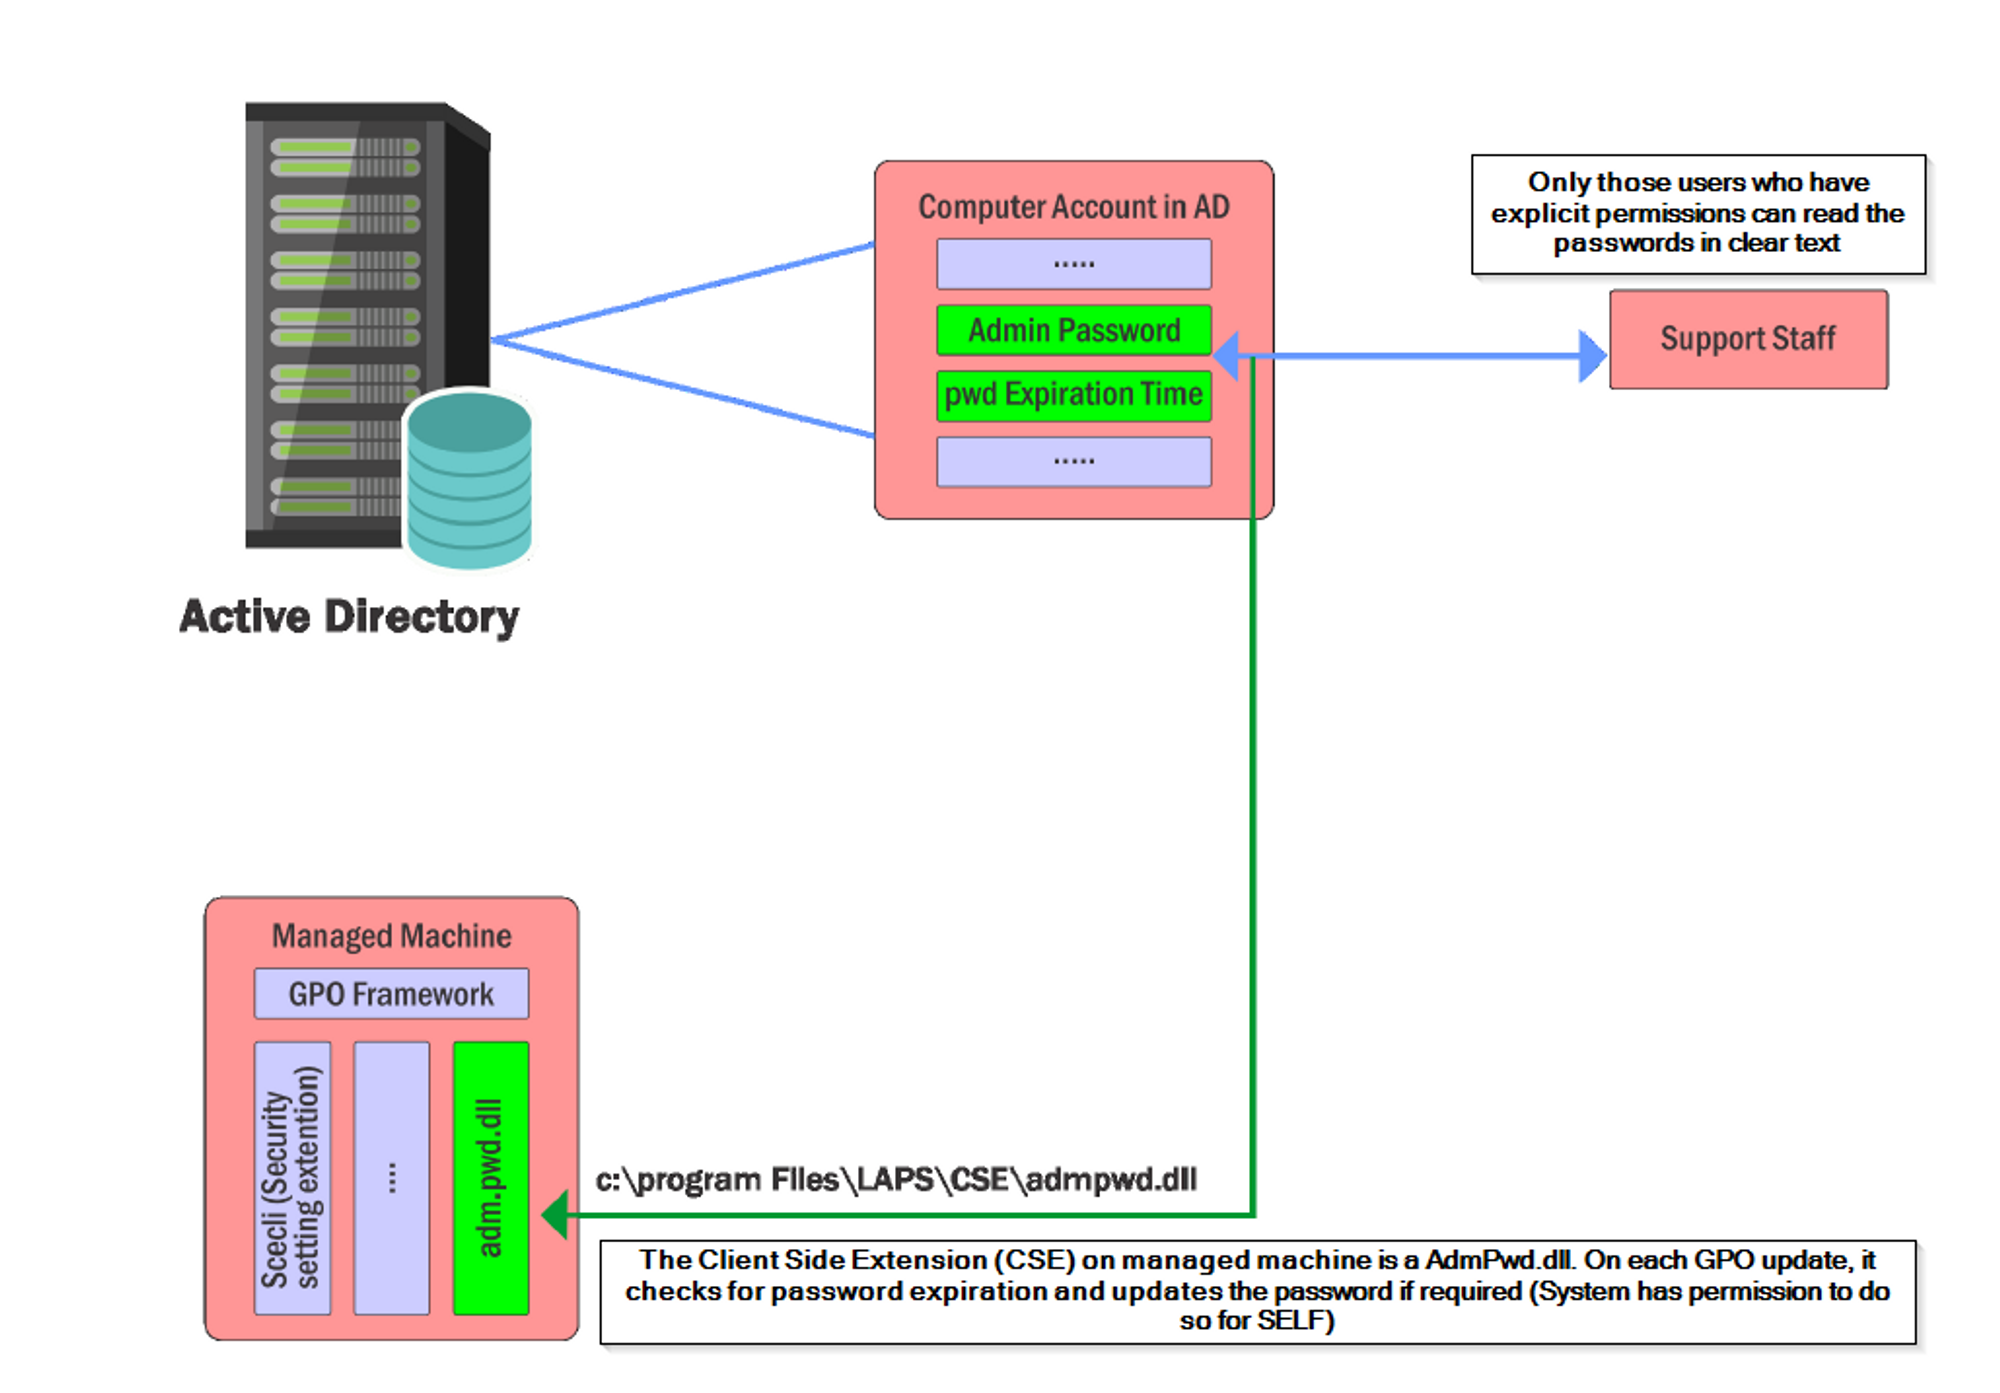 Computer Account in AD
.....
Admin Password
pwd Expiration Time
.....
Only those users who have
explicit permissions can read the
passwords in clear text
Support Staff
Active Directory
Managed Machine
GPO Framework
Scecli (Security
setting extention)
....
adm.pwd.dll
c:\program FIles\LAPS\CSE\admpwd.dll
The Client Side Extension (CSE) on managed machine is a AdmPwd.dll. On each GPO update, it
checks for password expiration and updates the password if required (System has permission to do
so for SELF)